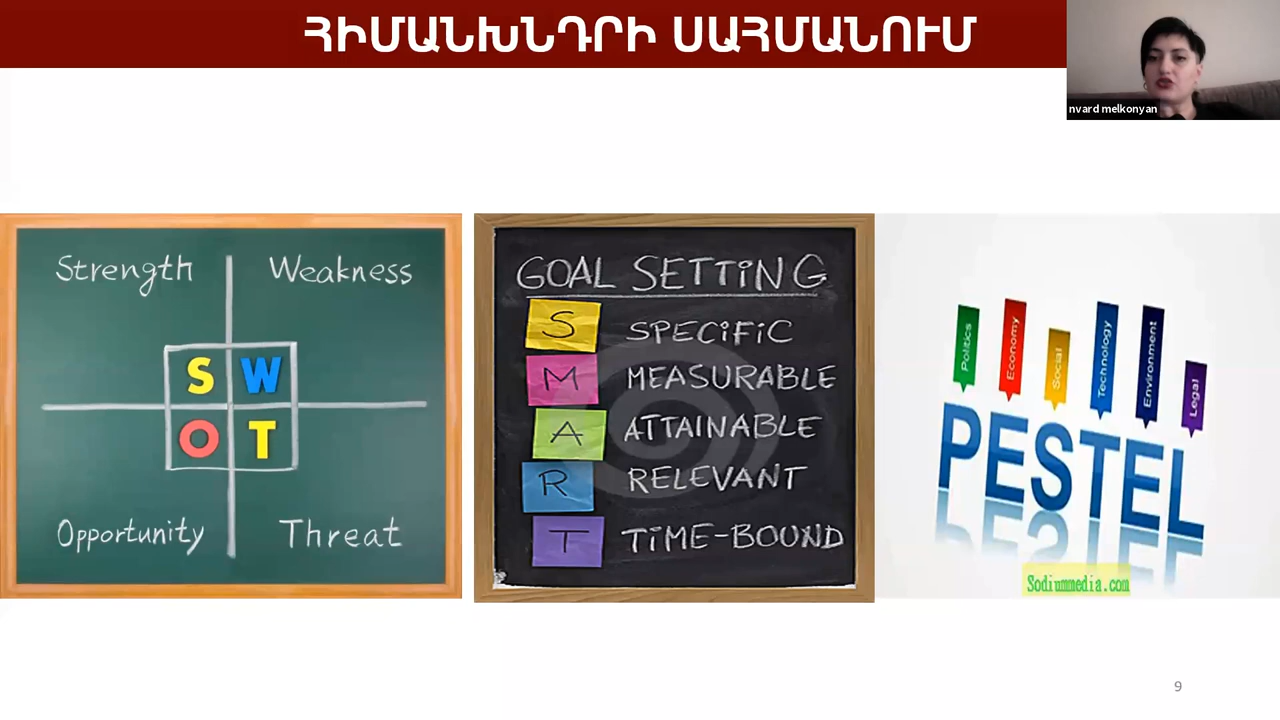 ՀԻՄԱՆԽՆԴՐԻ ՍԱՀՄԱՆՈՒՄ
nvard melkonyan
Strength
Weakness
S W
O T
Opportunity
Threat
GOAL SETTING
S SPECIFIC
M MEASURABLE
A ATTAINABLE
R RELEVANT
T TIME-BOUND
Politics
Economy
Social
Technology
Environment
Legal
PESTEL
Sodiummedia.com
9